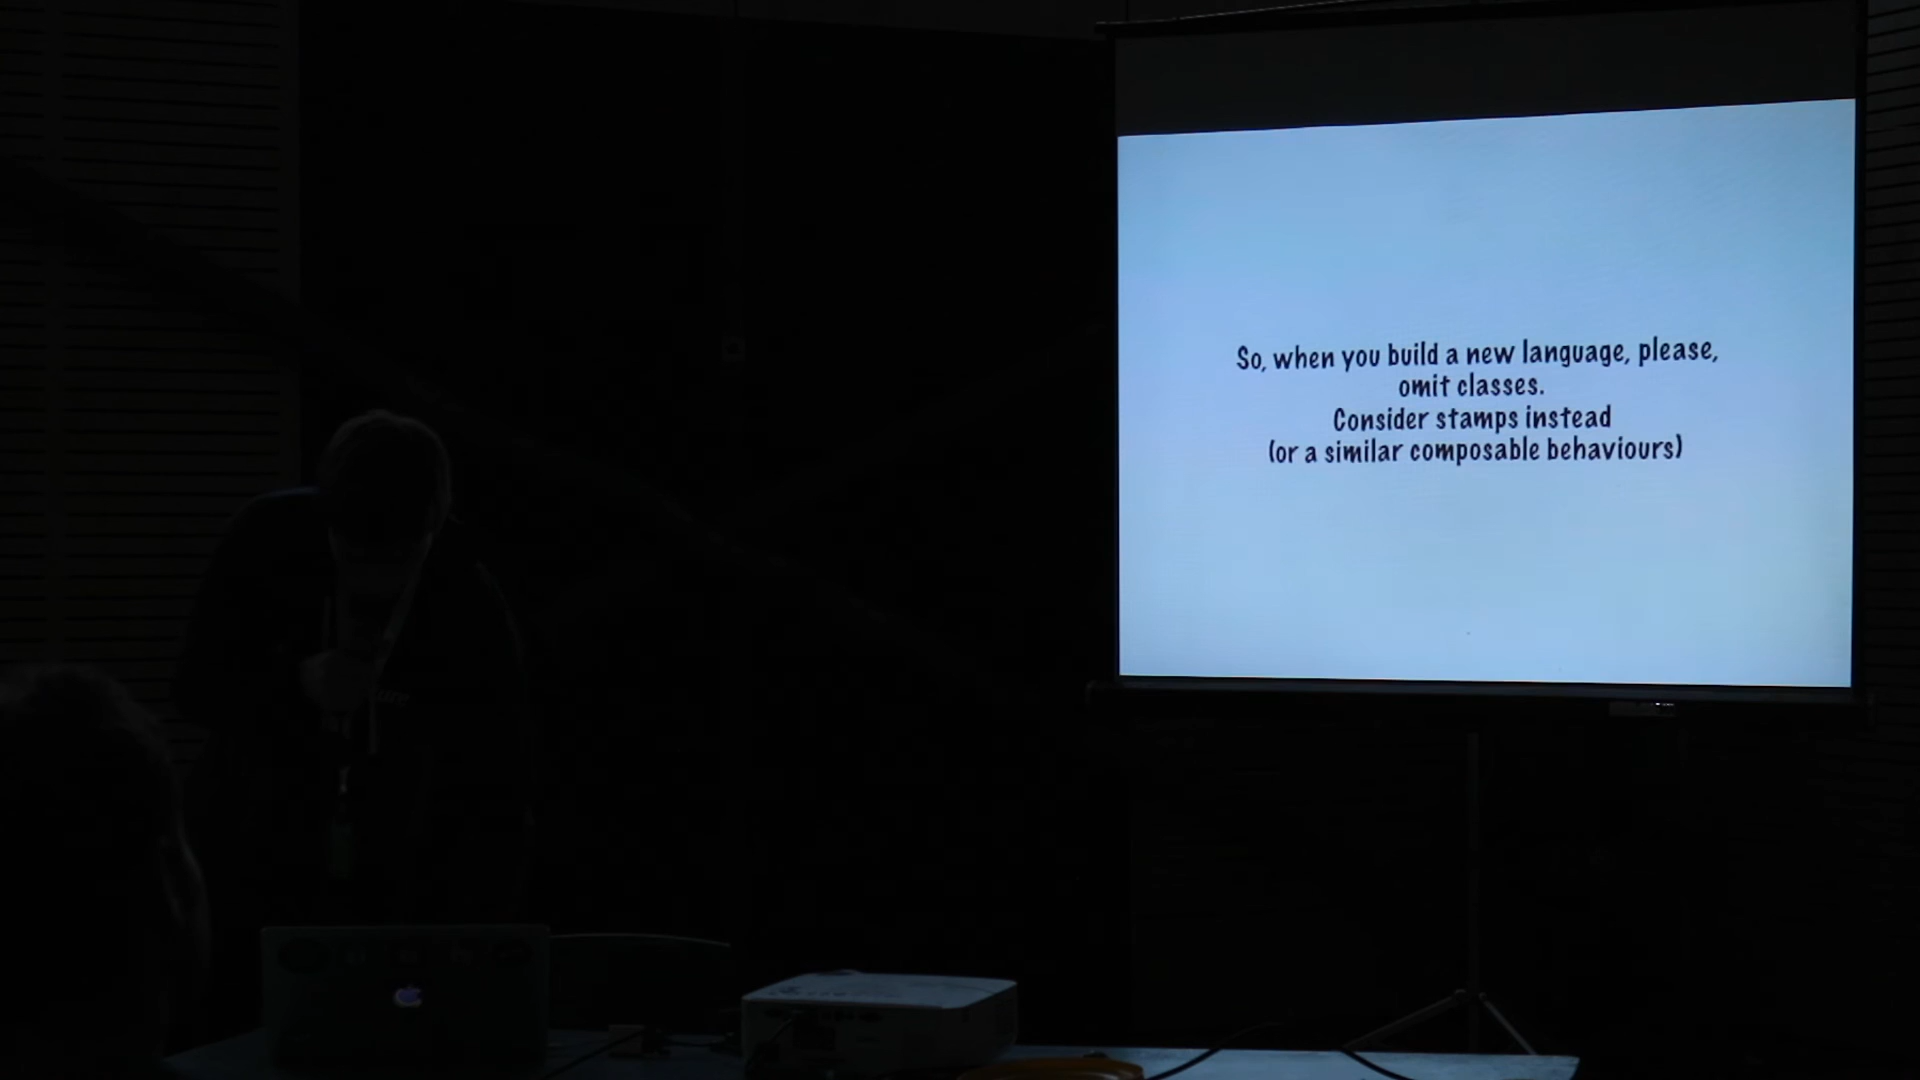 So, when you build a new language, please,
omit classes.
Consider stamps instead
(or a similar composable behaviours)